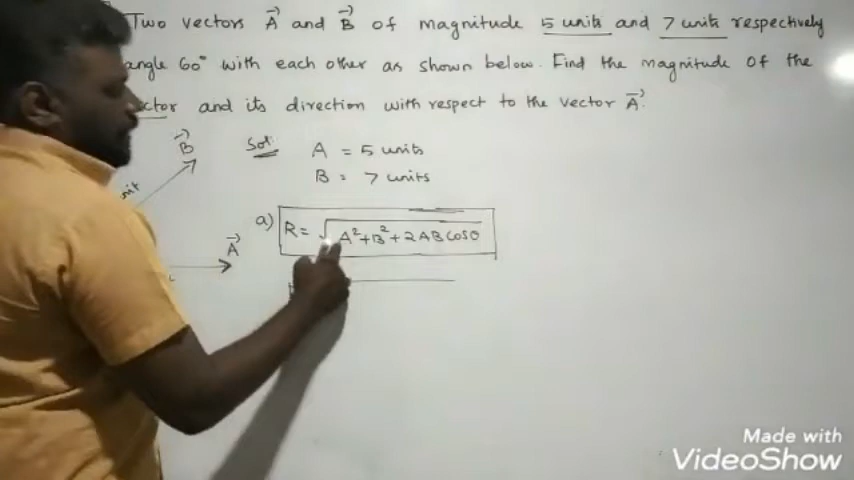 Two vectors A→ and B→ of magnitude 5 units and 7 units respectively
angle 60° with each other as shown below. Find the magnitude of the
and its direction with respect to the vector A→.
B→
Sol:
A = 5 units
B = 7 units
a) R = √A²+B²+2ABCosθ
A→
Made with
VideoShow